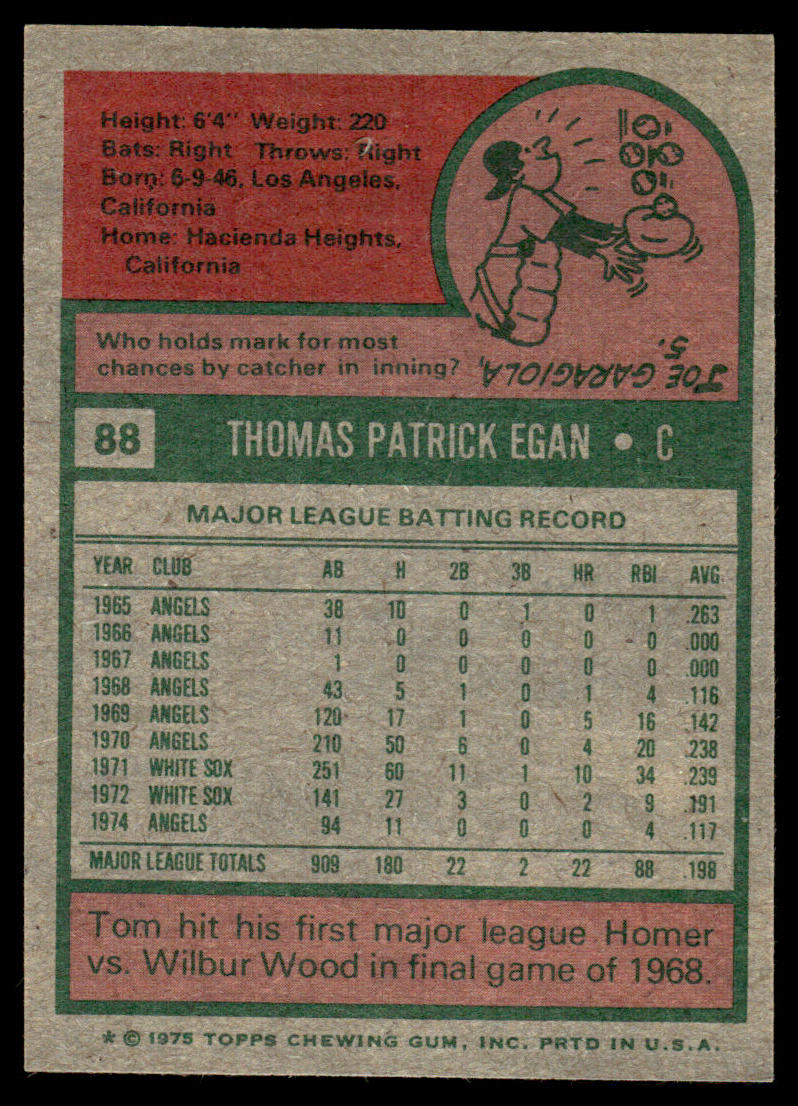 Height: 6'4" Weight: 220
Bats: Right Throws: Right
Born: 6-9-46, Los Angeles,
California
Home: Hacienda Heights,
California
Who holds mark for most
chances by catcher in inning?
JOE GARAGIOLA,
5.
88 THOMAS PATRICK EGAN • C
MAJOR LEAGUE BATTING RECORD
YEAR CLUB AB H 2B 3B HR RBI AVG.
1965 ANGELS 38 10 0 1 0 1 .263
1966 ANGELS 11 0 0 0 0 0 .000
1967 ANGELS 1 0 0 0 0 0 .000
1968 ANGELS 43 5 1 0 1 4 .116
1969 ANGELS 120 17 1 0 5 16 .142
1970 ANGELS 210 50 6 0 4 20 .238
1971 WHITE SOX 251 60 11 1 10 34 .239
1972 WHITE SOX 141 27 3 0 2 9 .191
1974 ANGELS 94 11 0 0 0 4 .117
MAJOR LEAGUE TOTALS 909 180 22 2 22 88 .198
Tom hit his first major league Homer
vs. Wilbur Wood in final game of 1968.
* © 1975 TOPPS CHEWING GUM, INC. PRTD IN U.S.A.